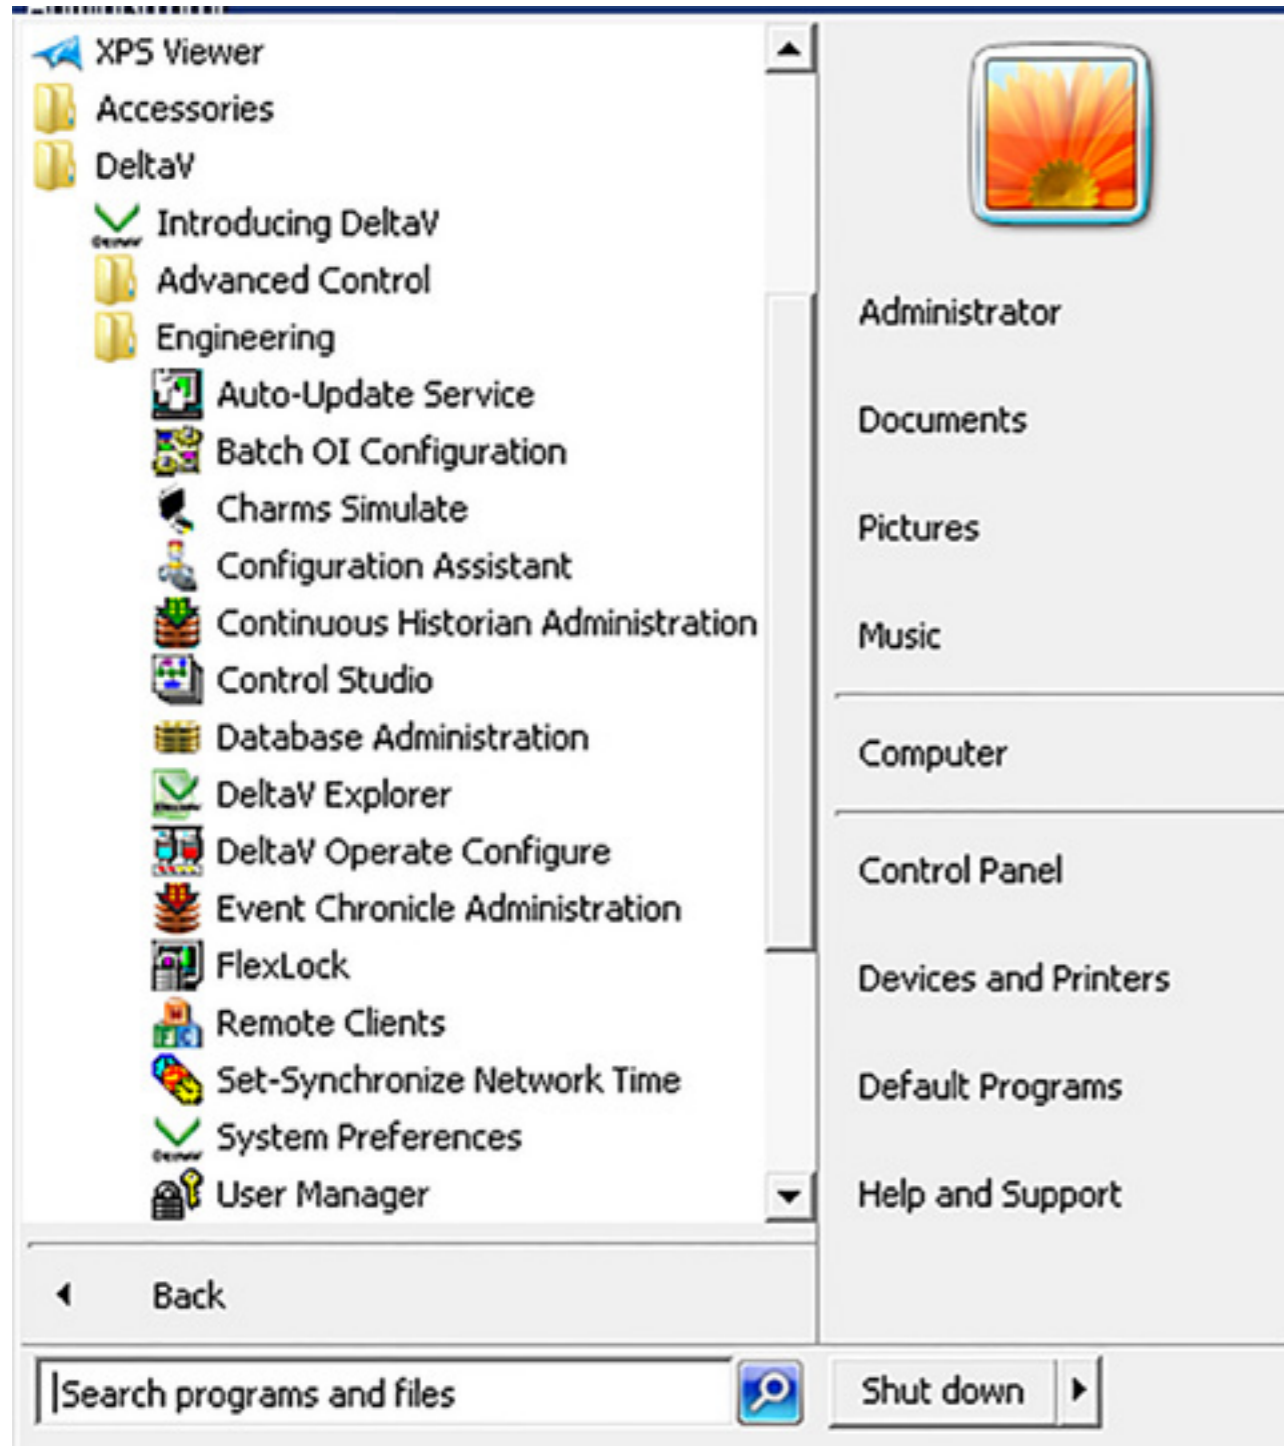 XPS Viewer
Accessories
DeltaV
Introducing DeltaV
Advanced Control
Engineering
Auto-Update Service
Batch OI Configuration
Charms Simulate
Configuration Assistant
Continuous Historian Administration
Control Studio
Database Administration
DeltaV Explorer
DeltaV Operate Configure
Event Chronicle Administration
FlexLock
Remote Clients
Set-Synchronize Network Time
System Preferences
User Manager
Back
Search programs and files
Administrator
Documents
Pictures
Music
Computer
Control Panel
Devices and Printers
Default Programs
Help and Support
Shut down